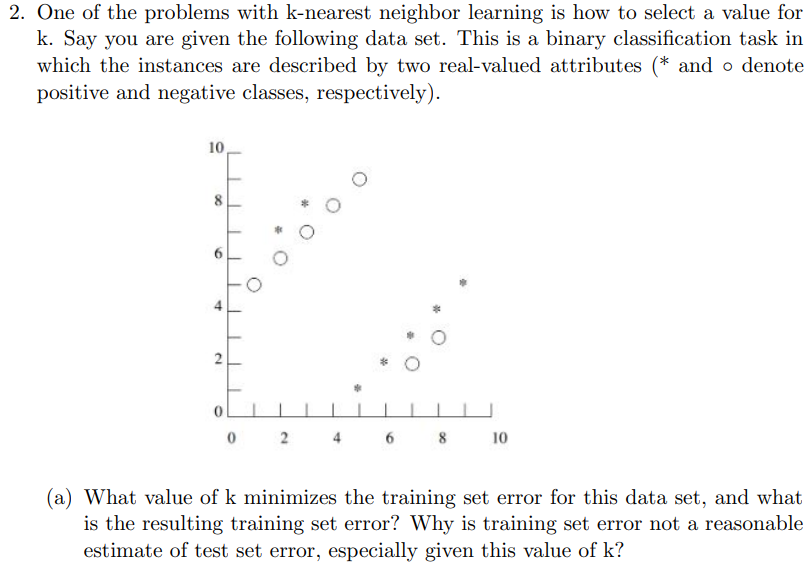 2. One of the problems with k-nearest neighbor learning is how to select a value for
k. Say you are given the following data set. This is a binary classification task in
which the instances are described by two real-valued attributes (* and ∘ denote
positive and negative classes, respectively).
10
8
6
4
2
0
0 2 4 6 8 10
(a) What value of k minimizes the training set error for this data set, and what
is the resulting training set error? Why is training set error not a reasonable
estimate of test set error, especially given this value of k?